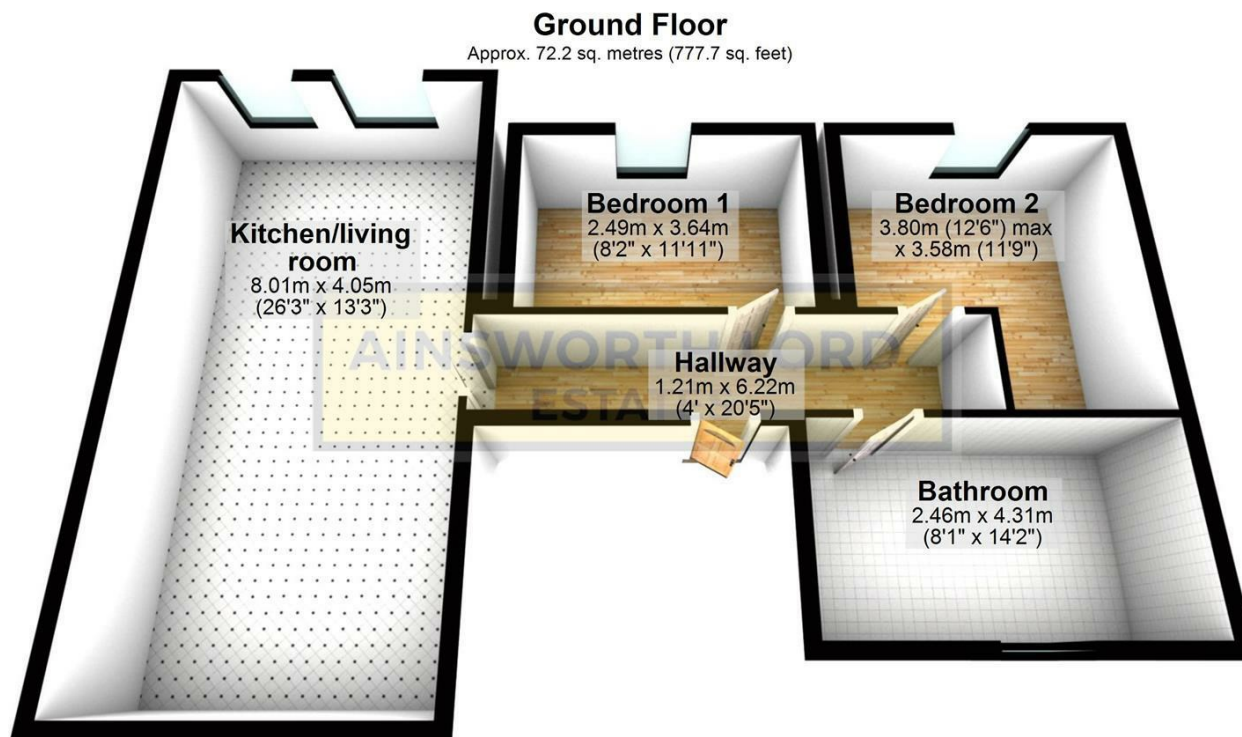 Ground Floor
Approx. 72.2 sq. metres (777.7 sq. feet)
Kitchen/living
room
8.01m x 4.05m
(26'3" x 13'3")
Bedroom 1
2.49m x 3.64m
(8'2" x 11'11")
Bedroom 2
3.80m (12'6") max
x 3.58m (11'9")
AINSWORTH LORD
ESTA
Hallway
1.21m x 6.22m
(4' x 20'5")
Bathroom
2.46m x 4.31m
(8'1" x 14'2")